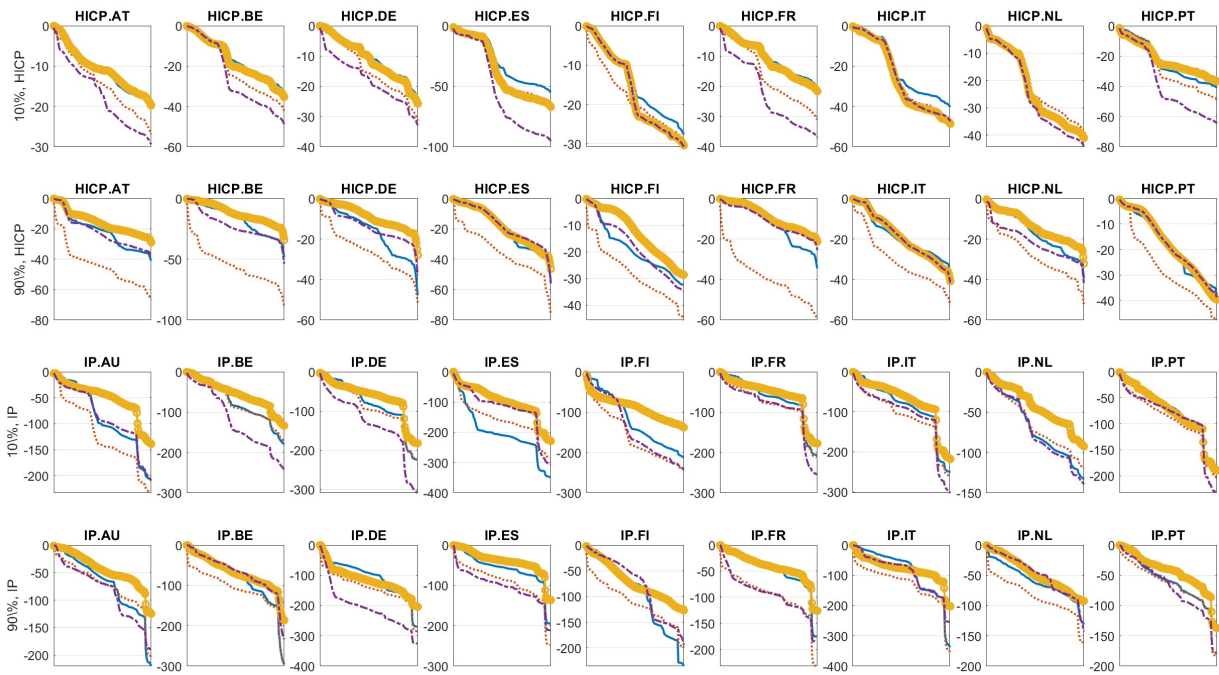 HICP.AT HICP.BE HICP.DE HICP.ES HICP.FI HICP.FR HICP.IT HICP.NL HICP.PT
10\%, HICP
0 -10 -20 -30
0 -20 -40 -60
0 -10 -20 -30 -40
0 -50 -100
0 -10 -20 -30
0 -10 -20 -30 -40
0 -20 -40 -60
0 -10 -20 -30 -40
0 -20 -40 -60 -80
HICP.AT HICP.BE HICP.DE HICP.ES HICP.FI HICP.FR HICP.IT HICP.NL HICP.PT
90\%, HICP
0 -20 -40 -60 -80
0 -50 -100
0 -20 -40 -60
0 -20 -40 -60 -80
0 -10 -20 -30 -40
0 -20 -40 -60
0 -20 -40 -60
0 -20 -40 -60
0 -10 -20 -30 -40
IP.AU IP.BE IP.DE IP.ES IP.FI IP.FR IP.IT IP.NL IP.PT
10\%, IP
0 -50 -100 -150 -200
0 -100 -200 -300
0 -100 -200 -300
0 -100 -200 -300 -400
0 -100 -200 -300
0 -100 -200 -300
0 -100 -200 -300
0 -50 -100 -150
0 -50 -100 -150 -200
IP.AU IP.BE IP.DE IP.ES IP.FI IP.FR IP.IT IP.NL IP.PT
90\%, IP
0 -50 -100 -150 -200
0 -100 -200 -300
0 -100 -200 -300 -400
0 -100 -200 -300
0 -50 -100 -150 -200
0 -50 -100 -150 -200
0 -100 -200 -300
0 -50 -100 -150 -200
0 -50 -100 -150 -200